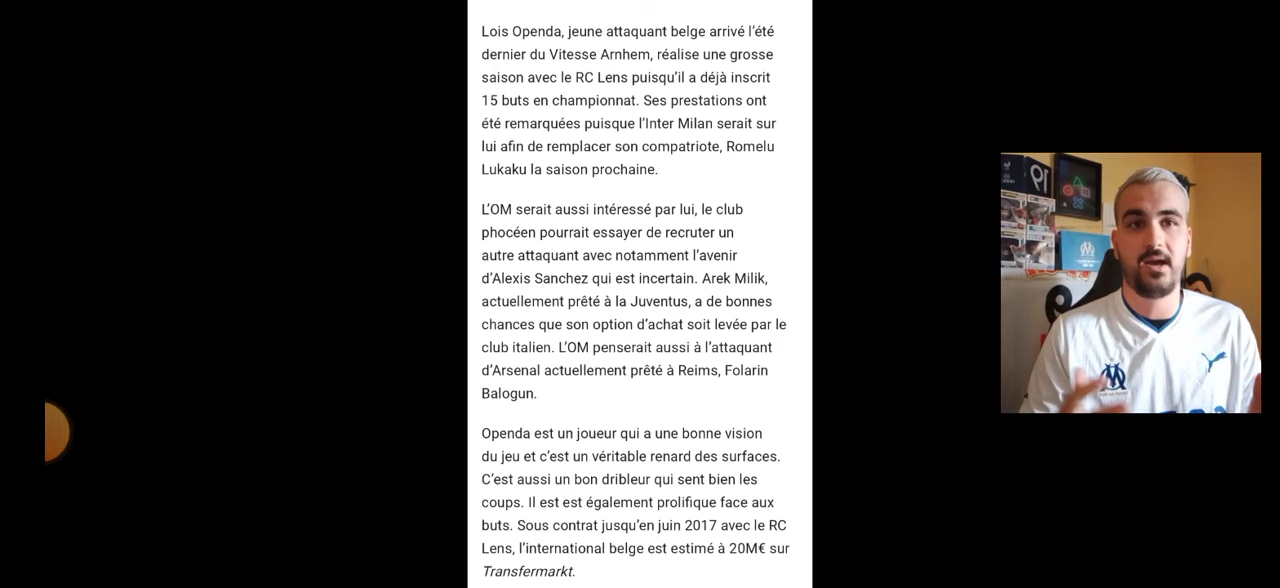 Lois Openda, jeune attaquant belge arrivé l’été
dernier du Vitesse Arnhem, réalise une grosse
saison avec le RC Lens puisqu’il a déjà inscrit
15 buts en championnat. Ses prestations ont
été remarquées puisque l’Inter Milan serait sur
lui afin de remplacer son compatriote, Romelu
Lukaku la saison prochaine.
L’OM serait aussi intéressé par lui, le club
phocéen pourrait essayer de recruter un
autre attaquant avec notamment l’avenir
d’Alexis Sanchez qui est incertain. Arek Milik,
actuellement prêté à la Juventus, a de bonnes
chances que son option d’achat soit levée par le
club italien. L’OM penserait aussi à l’attaquant
d’Arsenal actuellement prêté à Reims, Folarin
Balogun.
Openda est un joueur qui a une bonne vision
du jeu et c’est un véritable renard des surfaces.
C’est aussi un bon dribleur qui sent bien les
coups. Il est est également prolifique face aux
buts. Sous contrat jusqu’en juin 2017 avec le RC
Lens, l’international belge est estimé à 20M€ sur
Transfermarkt.